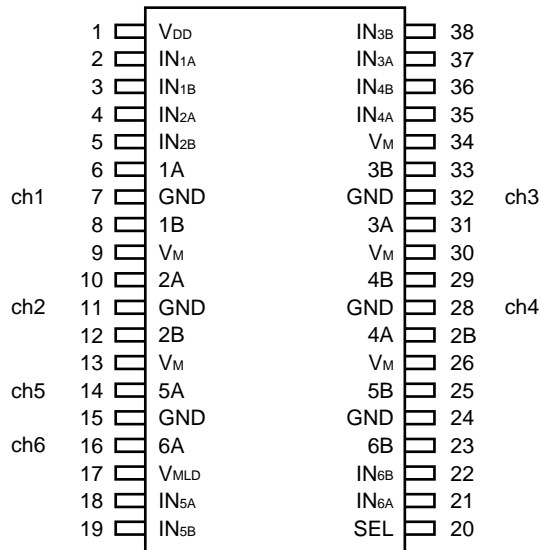 1 VDD IN3B 38
2 IN1A IN3A 37
3 IN1B IN4B 36
4 IN2A IN4A 35
5 IN2B VM 34
6 1A 3B 33
ch1 7 GND GND 32 ch3
8 1B 3A 31
9 VM VM 30
10 2A 4B 29
ch2 11 GND GND 28 ch4
12 2B 4A 2B
13 VM VM 26
ch5 14 5A 5B 25
15 GND GND 24
ch6 16 6A 6B 23
17 VMLD IN6B 22
18 IN5A IN6A 21
19 IN5B SEL 20